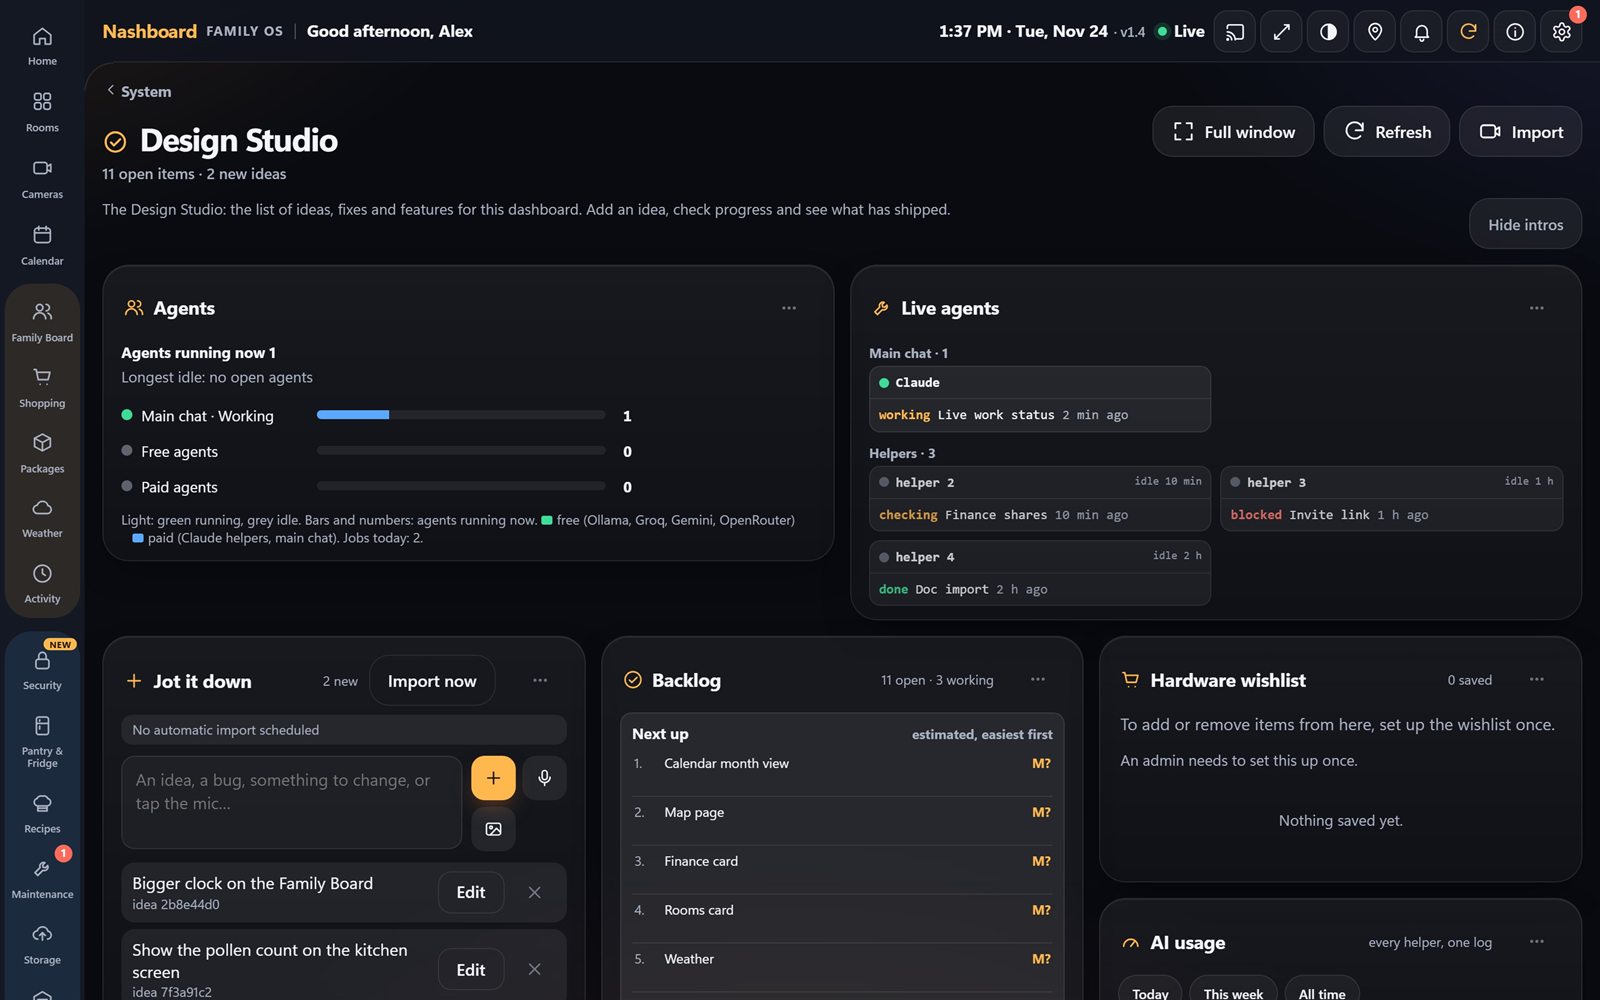 Nashboard FAMILY OS | Good afternoon, Alex
1:37 PM · Tue, Nov 24 · v1.4 Live
1
Home
Rooms
Cameras
Calendar
Family Board
Shopping
Packages
Weather
Activity
NEW
Security
Pantry &
Fridge
Recipes
1
Maintenance
Storage
System
Design Studio
11 open items · 2 new ideas
Full window
Refresh
Import
The Design Studio: the list of ideas, fixes and features for this dashboard. Add an idea, check progress and see what has shipped.
Hide intros
Agents
Agents running now 1
Longest idle: no open agents
Main chat · Working 1
Free agents 0
Paid agents 0
Light: green running, grey idle. Bars and numbers: agents running now. free (Ollama, Groq, Gemini, OpenRouter)
paid (Claude helpers, main chat). Jobs today: 2.
Live agents
Main chat · 1
Claude
working Live work status 2 min ago
Helpers · 3
helper 2 idle 10 min
checking Finance shares 10 min ago
helper 3 idle 1 h
blocked Invite link 1 h ago
helper 4 idle 2 h
done Doc import 2 h ago
Jot it down 2 new Import now
No automatic import scheduled
An idea, a bug, something to change, or
tap the mic...
Bigger clock on the Family Board
idea 2b8e44d0
Edit
Show the pollen count on the kitchen
screen
idea 7f3a91c2
Edit
Backlog 11 open · 3 working
Next up estimated, easiest first
1. Calendar month view M?
2. Map page M?
3. Finance card M?
4. Rooms card M?
5. Weather M?
Hardware wishlist 0 saved
To add or remove items from here, set up the wishlist once.
An admin needs to set this up once.
Nothing saved yet.
AI usage every helper, one log
Today This week All time